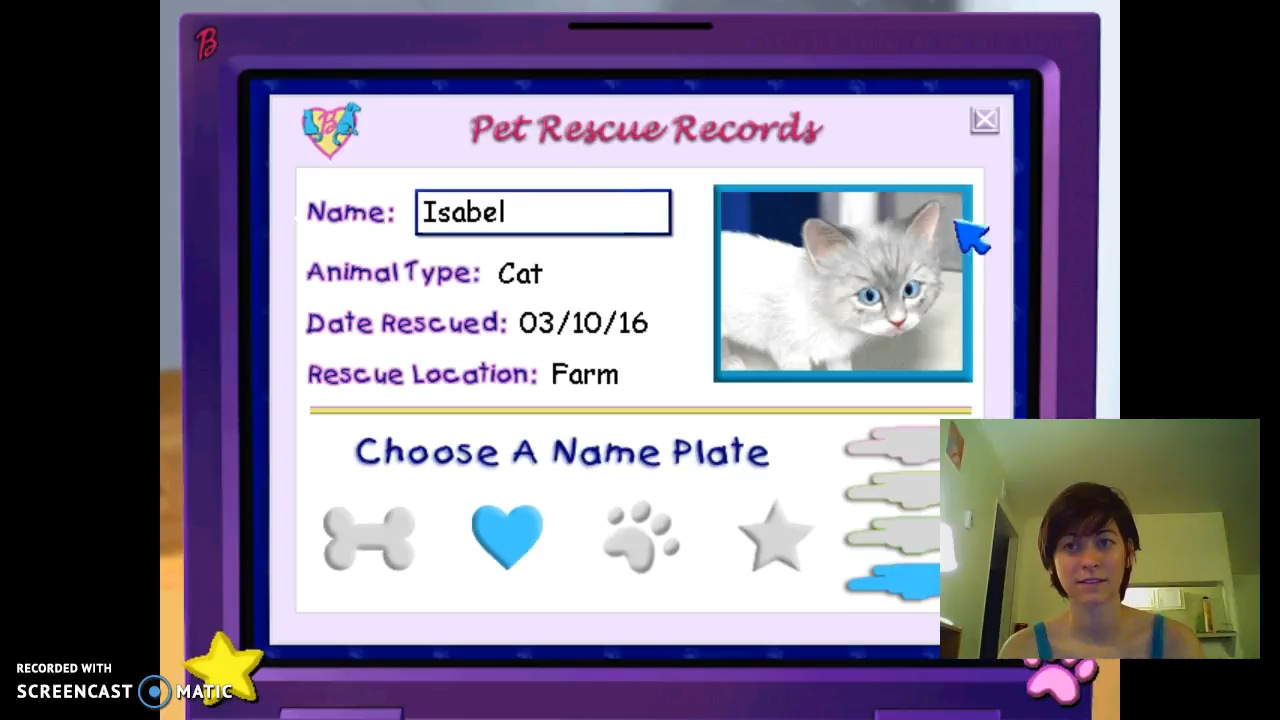 B
Pet Rescue Records
B
Name: Isabel
Animal Type: Cat
Date Rescued: 03/10/16
Rescue Location: Farm
Choose A Name Plate
RECORDED WITH
SCREENCAST MATIC